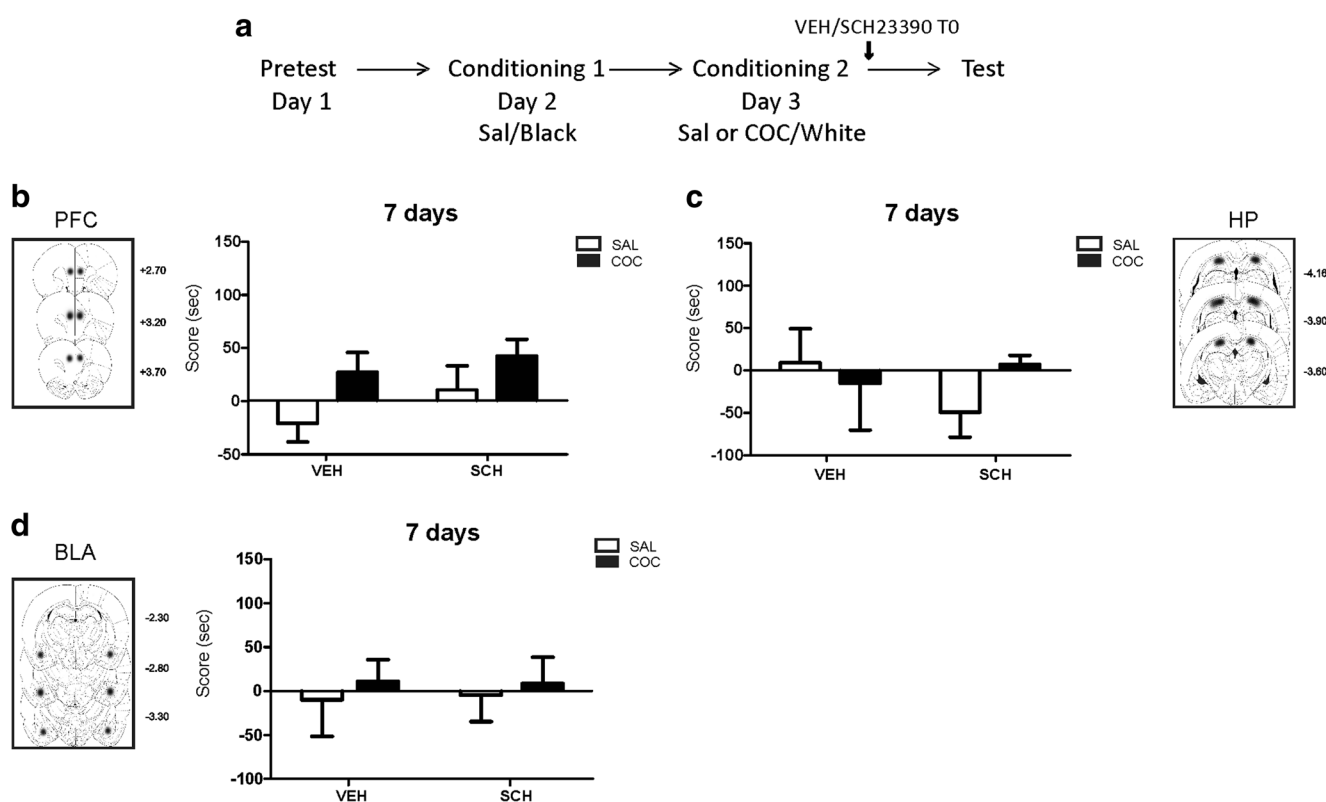 a
VEH/SCH23390 T0
Pretest Conditioning 1 Conditioning 2 Test
Day 1 Day 2 Day 3
Sal/Black Sal or COC/White
b
PFC
+2.70
+3.20
+3.70
7 days
SAL
COC
Score (sec)
150
100
50
0
-50
VEH SCH
c
7 days
SAL
COC
Score (sec)
150
100
50
0
-50
-100
VEH SCH
HP
-4.16
-3.90
-3.60
d
BLA
-2.30
-2.80
-3.30
7 days
SAL
COC
Score (sec)
150
100
50
0
-50
-100
VEH SCH